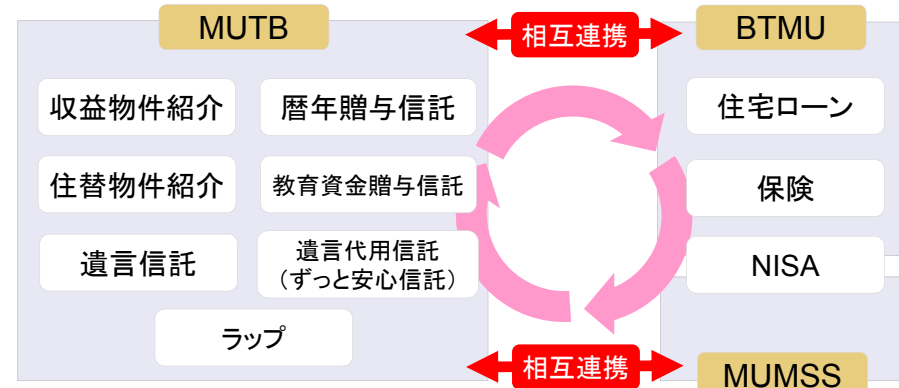 MUTB
相互連携
BTMU
収益物件紹介
暦年贈与信託
住宅ローン
住替物件紹介
教育資金贈与信託
保険
遺言信託
遺言代用信託
(ずっと安心信託)
NISA
ラップ
相互連携
MUMSS